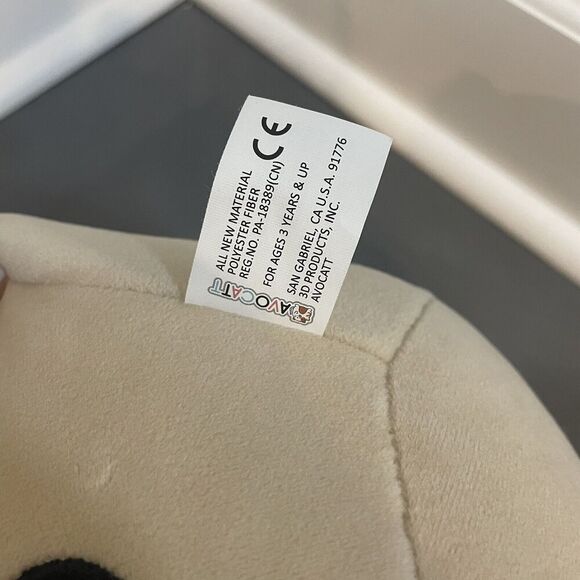 CE
ALL NEW MATERIAL
POLYESTER FIBER
REG.NO. PA-18389(CN)
FOR AGES 3 YEARS & UP
AVOCATT
3D PRODUCTS, INC.
SAN GABRIEL, CA U.S.A. 91776
AVOCATT